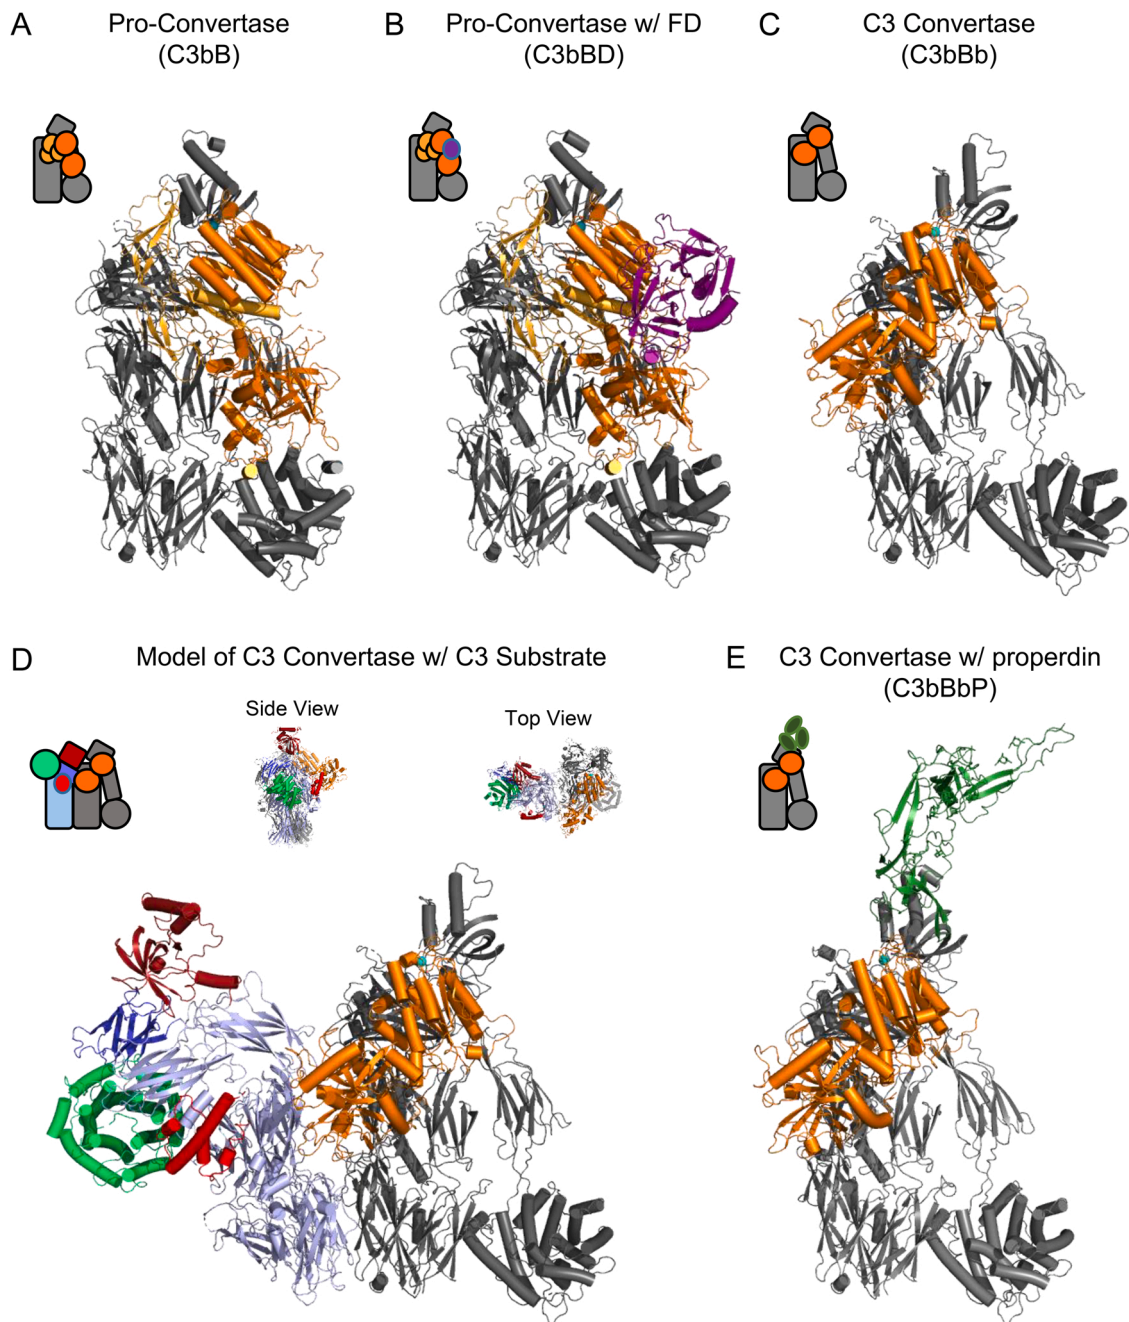 A
Pro-Convertase
(C3bB)
B
Pro-Convertase w/ FD
(C3bBD)
C
C3 Convertase
(C3bBb)
D
Model of C3 Convertase w/ C3 Substrate
Side View
Top View
E
C3 Convertase w/ properdin
(C3bBbP)